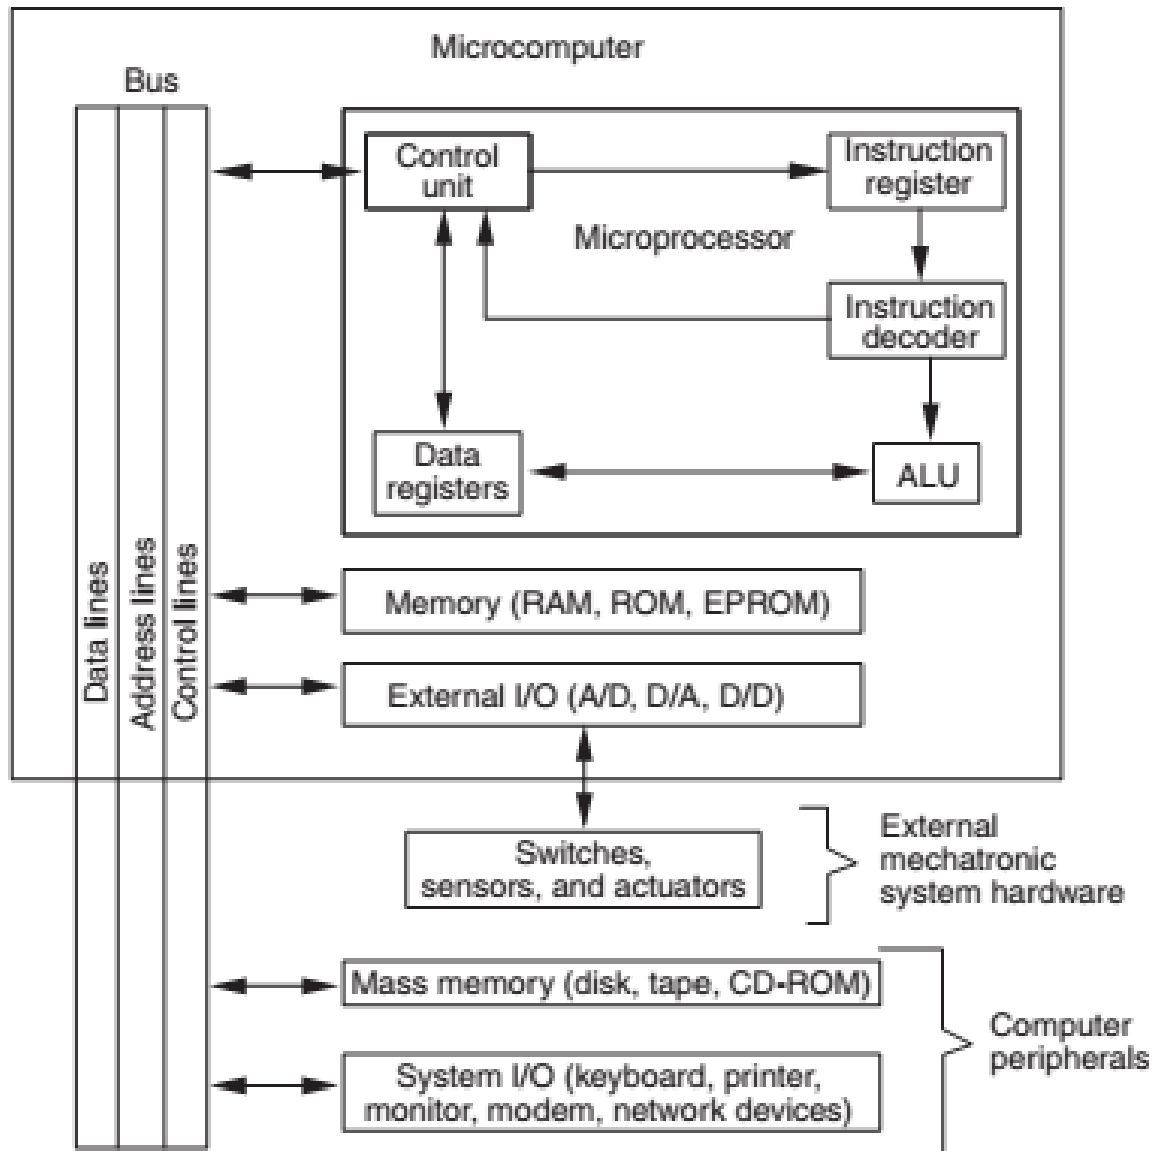 Microcomputer
Bus
Control
unit
Instruction
register
Microprocessor
Instruction
decoder
Data
registers
ALU
Data lines
Address lines
Control lines
Memory (RAM, ROM, EPROM)
External I/O (A/D, D/A, D/D)
Switches,
sensors, and actuators
External
mechatronic
system hardware
Mass memory (disk, tape, CD-ROM)
Computer
peripherals
System I/O (keyboard, printer,
monitor, modem, network devices)